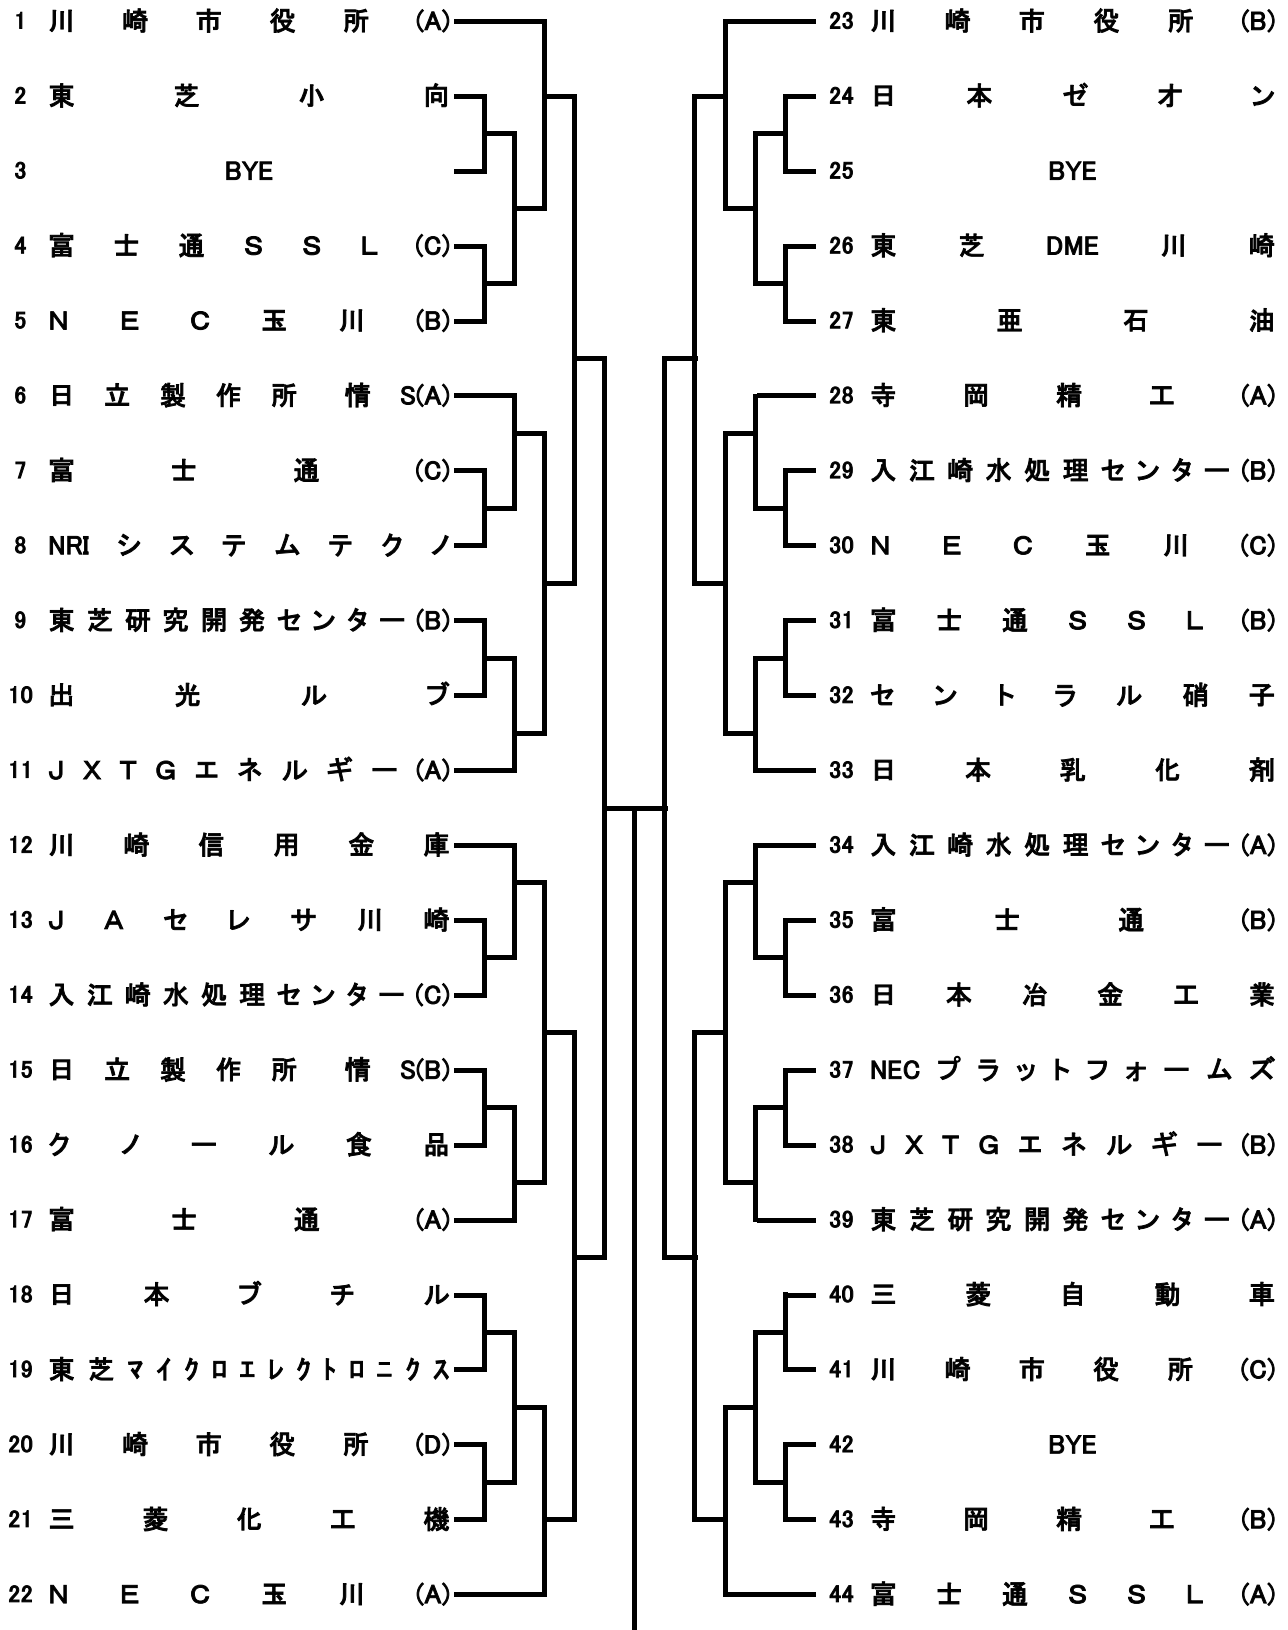 1 川崎市役所(A)
2 東芝小向
3 BYE
4 富士通SSL(C)
5 NEC玉川(B)
6 日立製作所情S(A)
7 富士通(C)
8 NRIシステムテクノ
9 東芝研究開発センター(B)
10 出光ルブ
11 JXTGエネルギー(A)
12 川崎信用金庫
13 JAセレサ川崎
14 入江崎水処理センター(C)
15 日立製作所情S(B)
16 クノール食品
17 富士通(A)
18 日本ブチル
19 東芝マイクロエレクトロニクス
20 川崎市役所(D)
21 三菱化工機
22 NEC玉川(A)
23 川崎市役所(B)
24 日本ゼオン
25 BYE
26 東芝DME川崎
27 東亜石油
28 寺岡精工(A)
29 入江崎水処理センター(B)
30 NEC玉川(C)
31 富士通SSL(B)
32 セントラル硝子
33 日本乳化剤
34 入江崎水処理センター(A)
35 富士通(B)
36 日本冶金工業
37 NECプラットフォームズ
38 JXTGエネルギー(B)
39 東芝研究開発センター(A)
40 三菱自動車
41 川崎市役所(C)
42 BYE
43 寺岡精工(B)
44 富士通SSL(A)